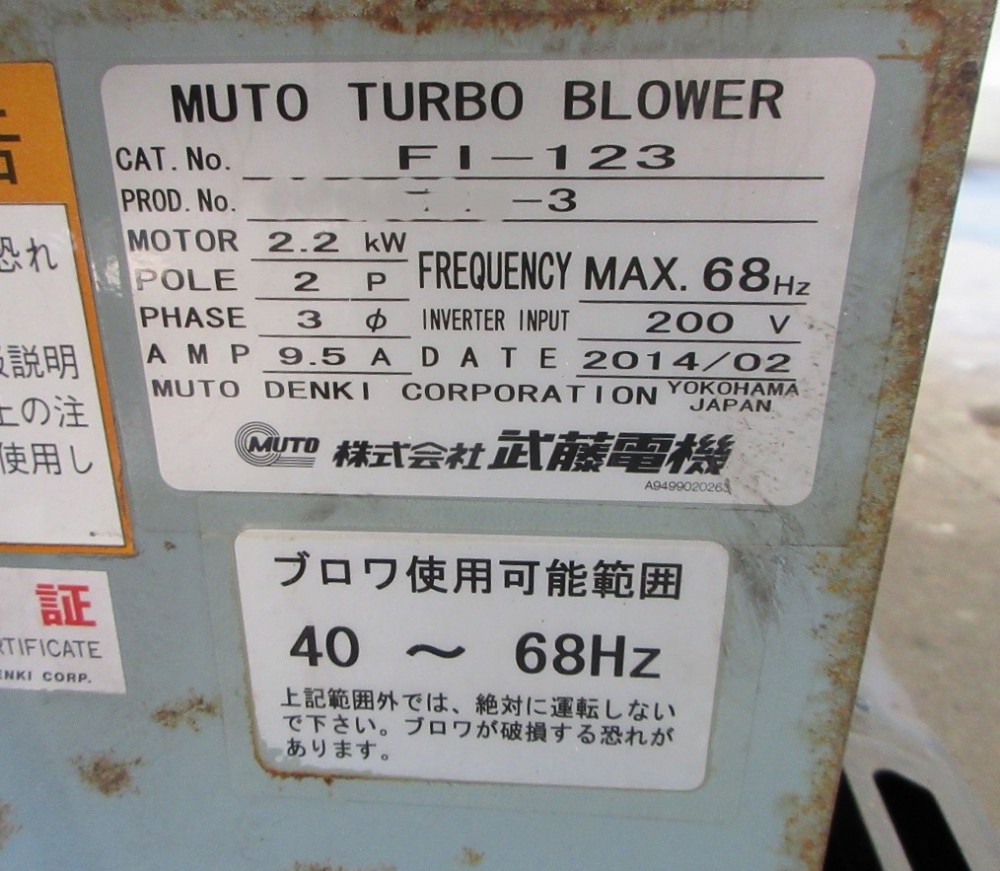 MUTO TURBO BLOWER
CAT. No. FI-123
PROD. No. -3
MOTOR 2.2 kW
POLE 2 P
FREQUENCY MAX. 68Hz
PHASE 3 φ
INVERTER INPUT 200 V
AMP 9.5 A
DATE 2014/02
MUTO DENKI CORPORATION YOKOHAMA JAPAN
MUTO 株式会社 武藤電機
A9499020263
恐れ
説明
上の注
使用し
証
RTIFICATE
ENKI CORP.
ブロワ使用可能範囲
40 ～ 68Hz
上記範囲外では、絶対に運転しない
で下さい。ブロワが破損する恐れが
あります。